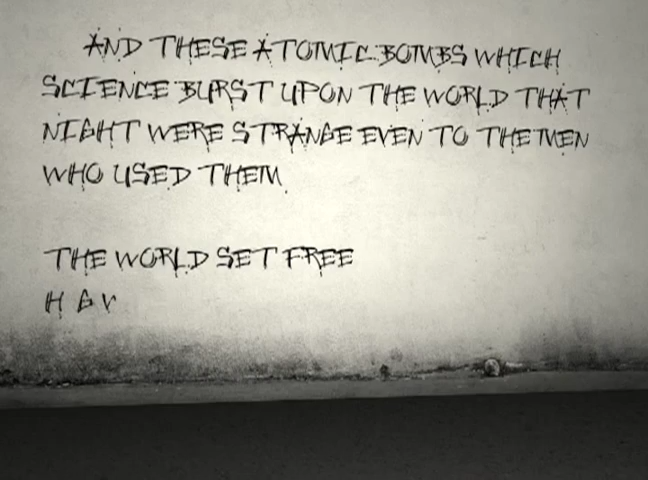 AND THESE ATOMIC BOMBS WHICH
SCIENCE BURST UPON THE WORLD THAT
NIGHT WERE STRANGE EVEN TO THE MEN
WHO USED THEM
THE WORLD SET FREE
H G